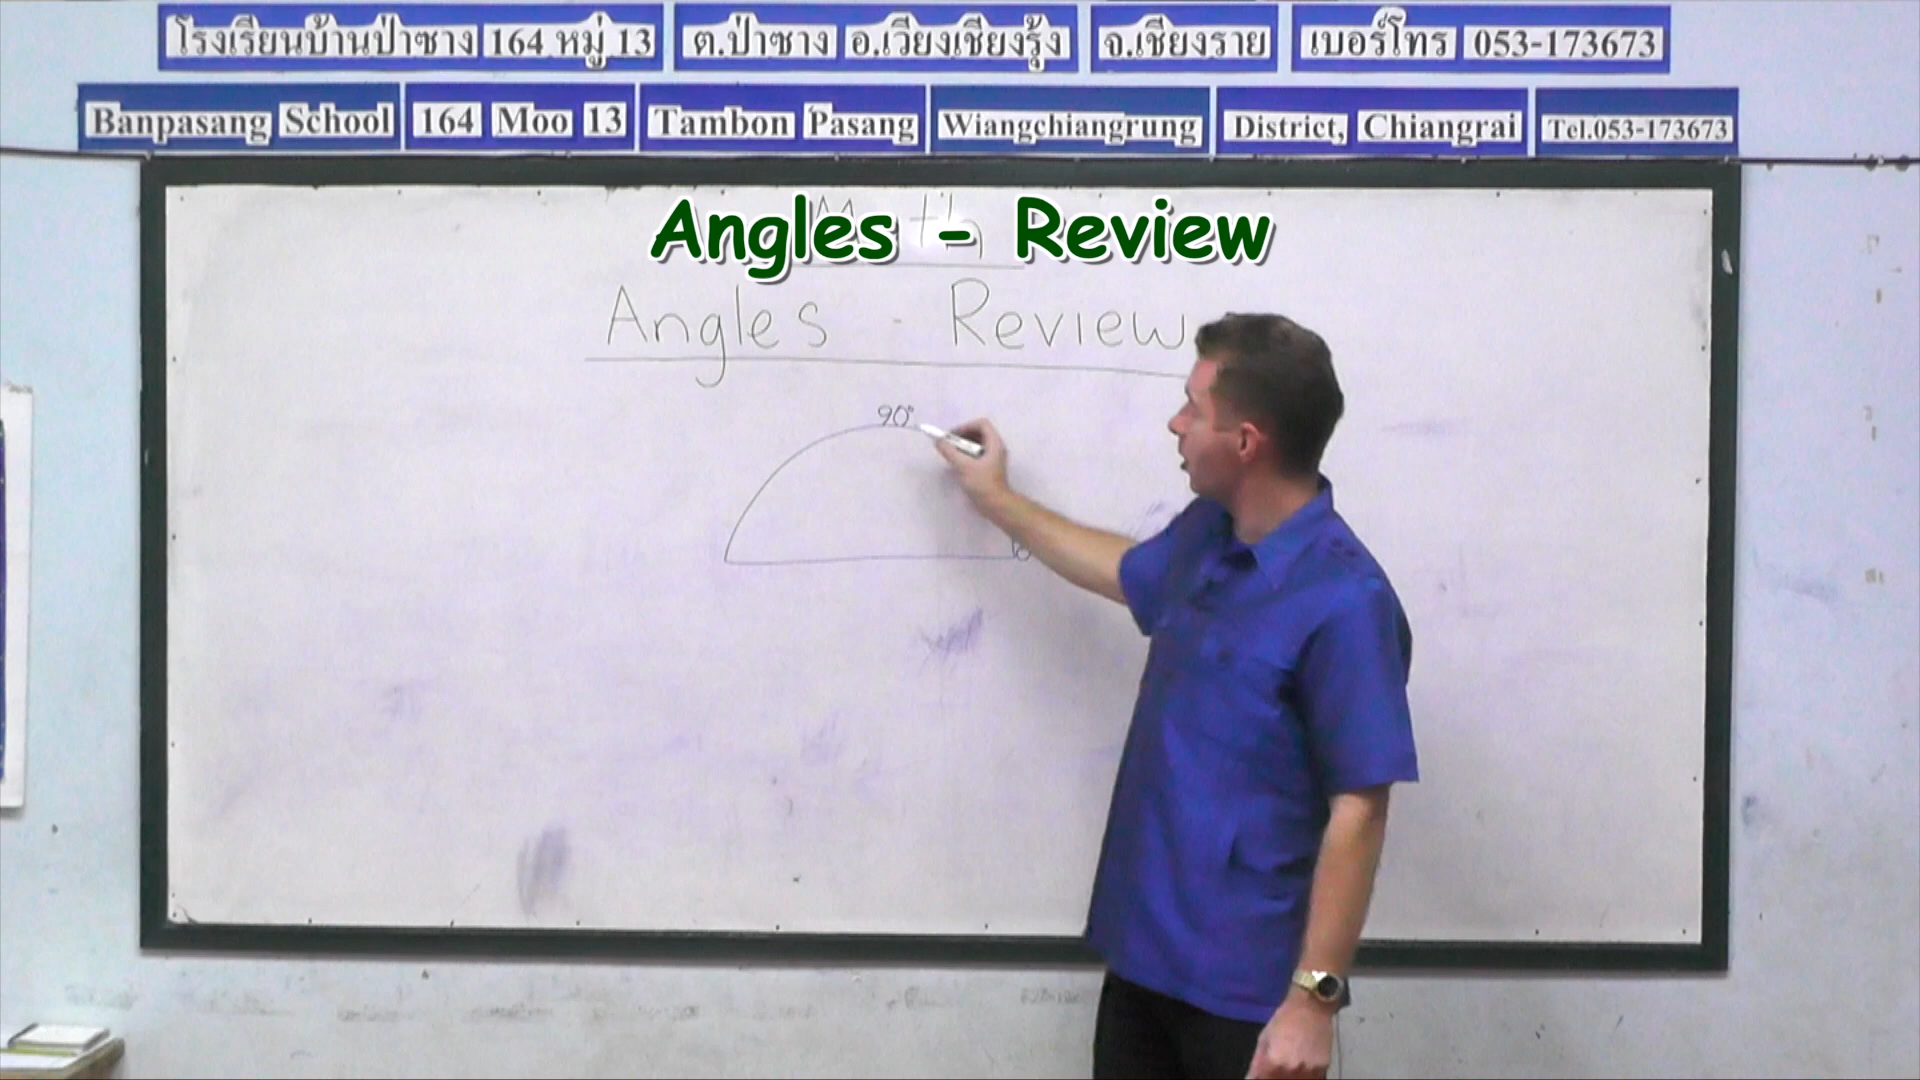 โรงเรียนบ้านป่าซาง 164 หมู่ 13 ต.ป่าซาง อ.เวียงเชียงรุ้ง จ.เชียงราย เบอร์โทร 053-173673
Banpasang School 164 Moo 13 Tambon Pasang Wiangchiangrung District, Chiangrai Tel.053-173673
Math
Angles - Review
Angles - Review
90°